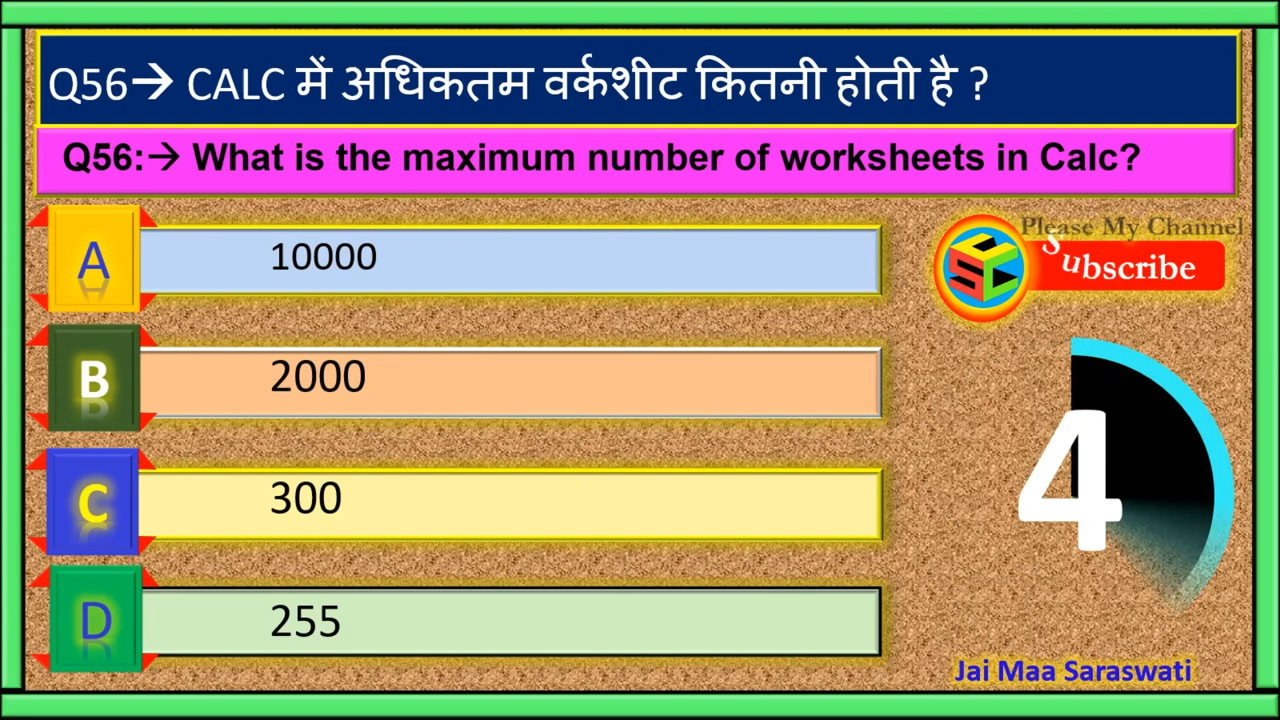 Q56→ CALC में अधिकतम वर्कशीट कितनी होती है ?
Q56:→ What is the maximum number of worksheets in Calc?
A 10000
Please My Channel
Subscribe
B 2000
C 300
4
D 255
Jai Maa Saraswati